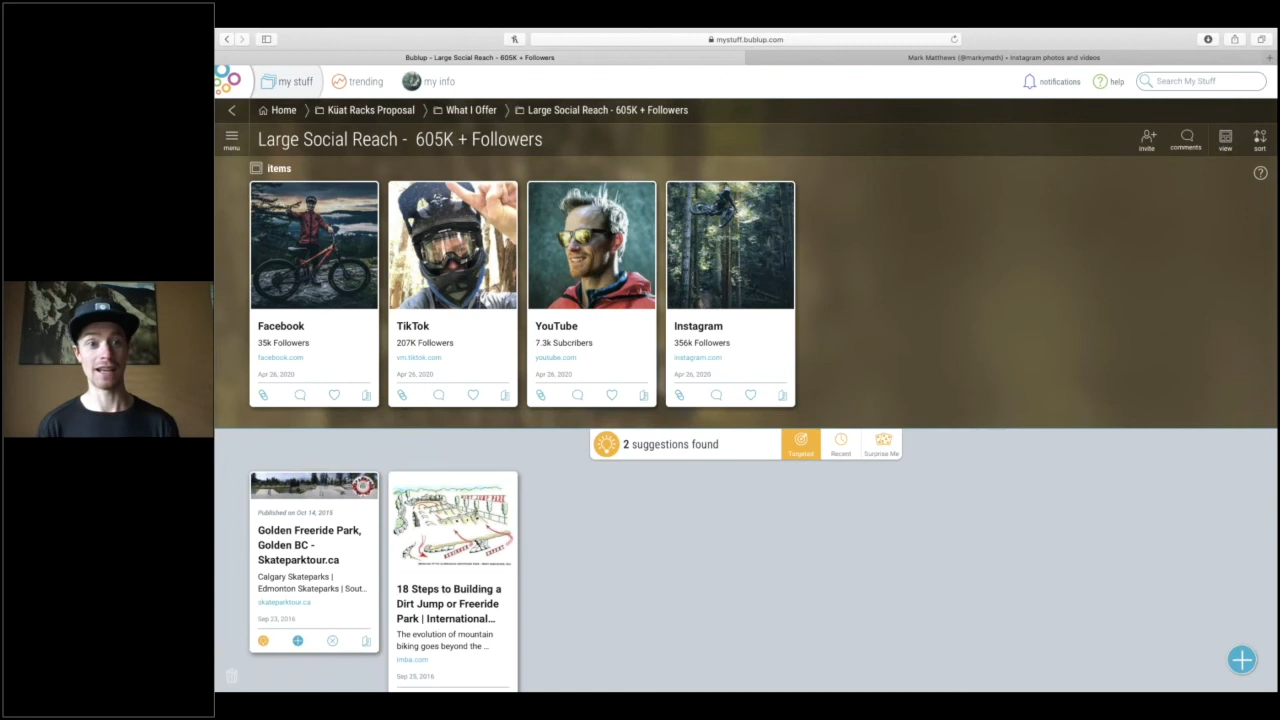 mystuff.bublup.com
Bublup - Large Social Reach - 605K + Followers
Mark Matthews (@markymath) • Instagram photos and videos
my stuff
trending
my info
notifications
help
Search My Stuff
Home
Küat Racks Proposal
What I Offer
Large Social Reach - 605K + Followers
menu
Large Social Reach - 605K + Followers
invite
comments
view
sort
items
Facebook
35k Followers
facebook.com
Apr 26, 2020
TikTok
207K Followers
vm.tiktok.com
Apr 26, 2020
YouTube
7.3k Subcribers
youtube.com
Apr 26, 2020
Instagram
356k Followers
instagram.com
Apr 26, 2020
2 suggestions found
Targeted
Recent
Surprise Me
Published on Oct 14, 2015
Golden Freeride Park,
Golden BC -
Skateparktour.ca
Calgary Skateparks |
Edmonton Skateparks | Sout...
skateparktour.ca
Sep 23, 2016
DIRT JUMP PARK
18 Steps to Building a
Dirt Jump or Freeride
Park | International...
The evolution of mountain
biking goes beyond the ...
imba.com
Sep 25, 2016